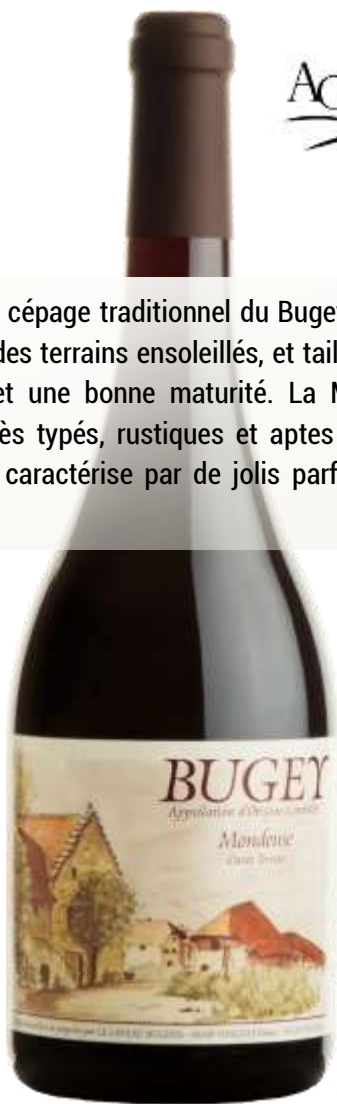 AC
cépage traditionnel du Bugey
des terrains ensoleillés, et tail
et une bonne maturité. La M
ès typés, rustiques et aptes
caractérise par de jolis parf
BUGEY
Appellation d'Origine Contrôlée
Mondeuse